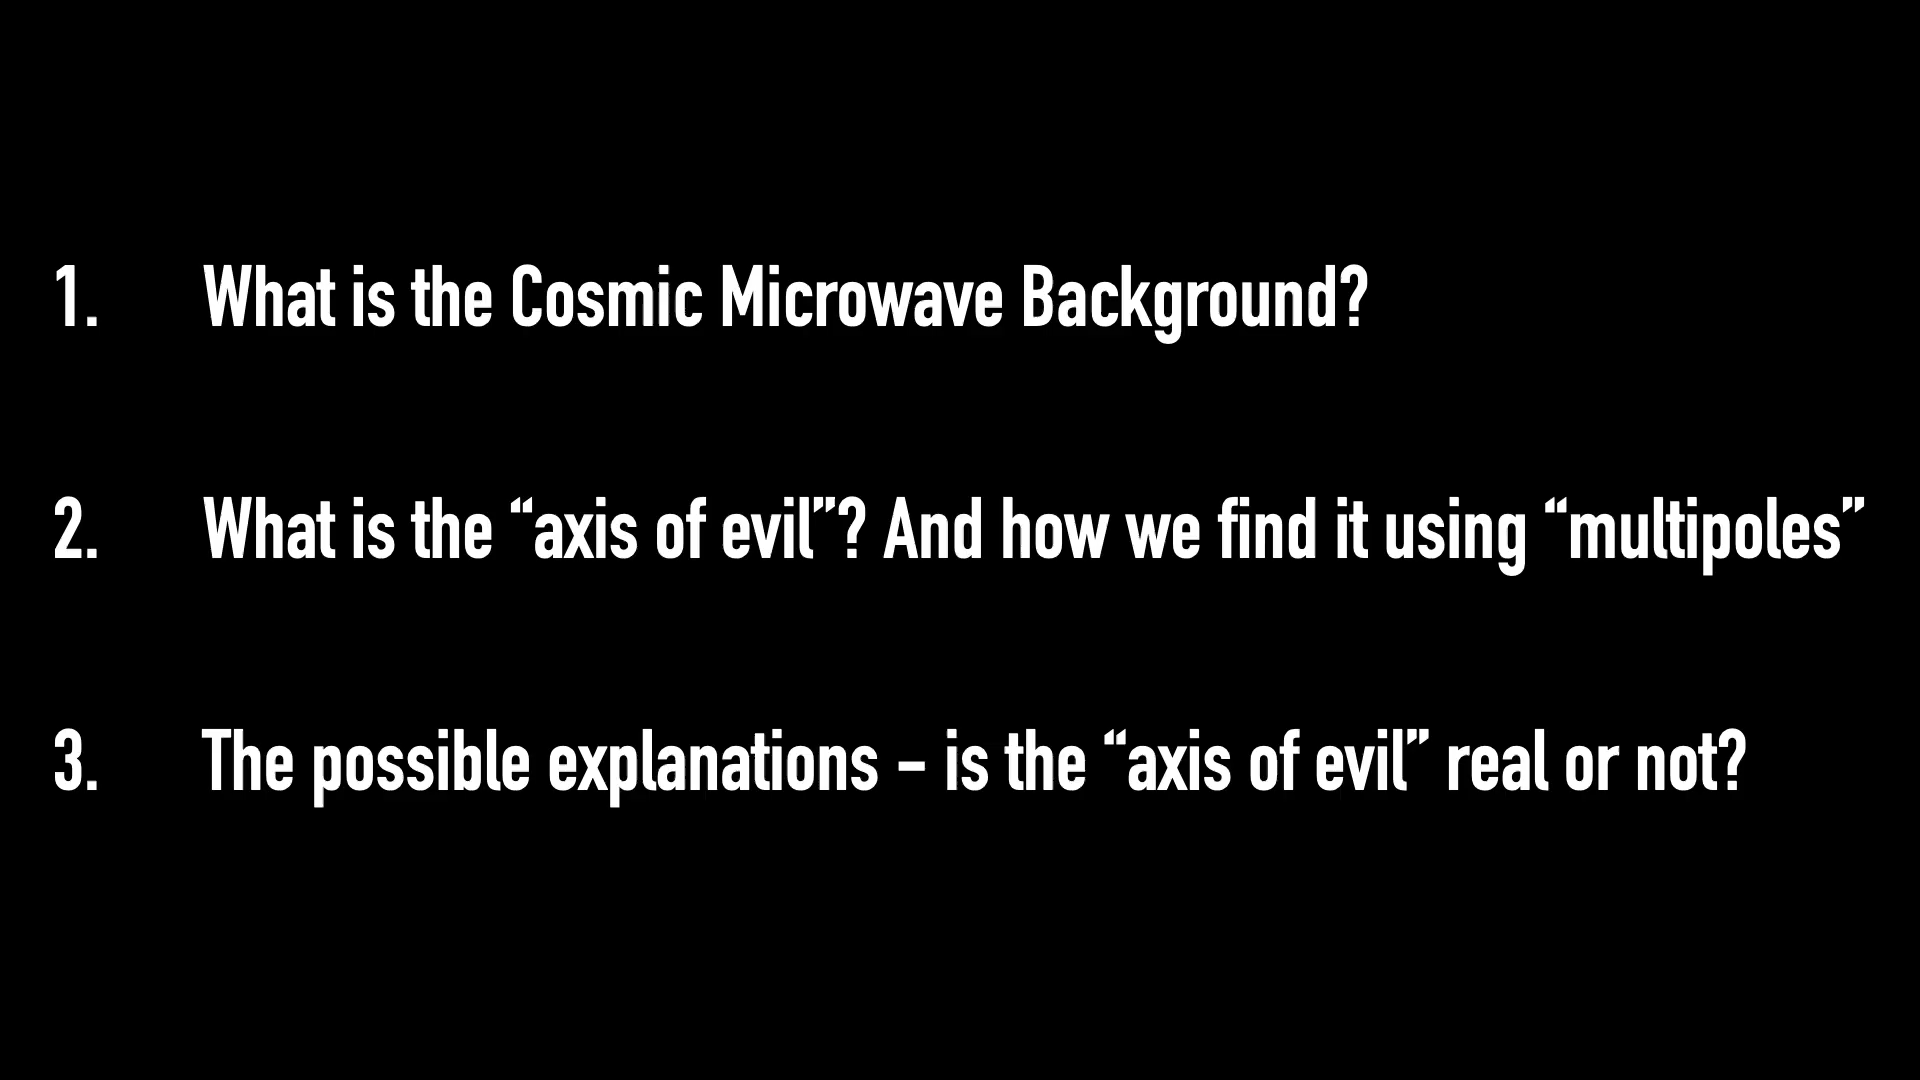 1. What is the Cosmic Microwave Background?
2. What is the “axis of evil”? And how we find it using “multipoles”
3. The possible explanations – is the “axis of evil” real or not?